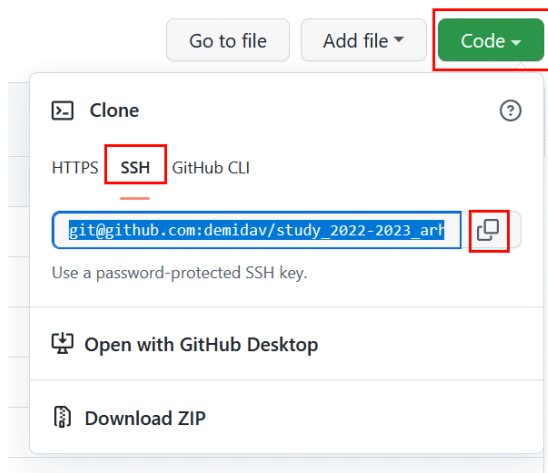 Go to file Add file Code
Clone
HTTPS SSH GitHub CLI
git@github.com:demidav/study_2022-2023_arh
Use a password-protected SSH key.
Open with GitHub Desktop
Download ZIP